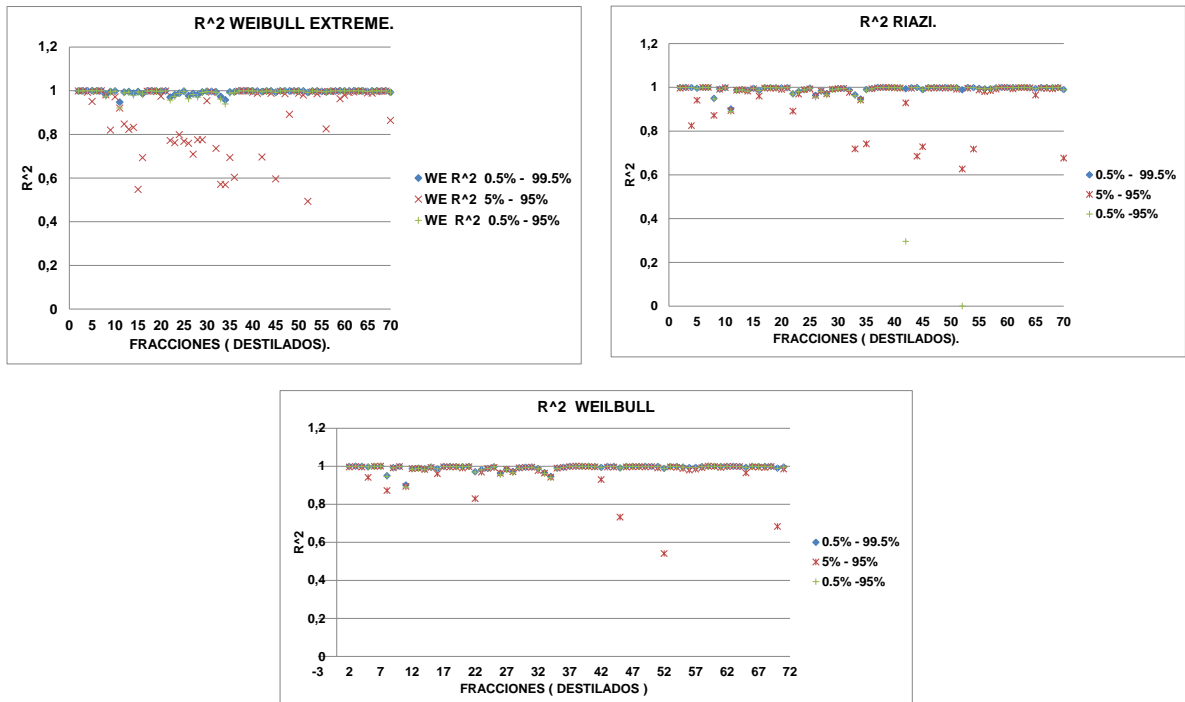 R^2 WEIBULL EXTREME.
1,2
1
0,8
0,6
0,4
0,2
0
R^2
0 5 10 15 20 25 30 35 40 45 50 55 60 65 70
FRACCIONES ( DESTILADOS).
WE R^2 0.5% - 99.5%
WE R^2 5% - 95%
WE R^2 0.5% - 95%
R^2 RIAZI.
1,2
1
0,8
0,6
0,4
0,2
0
R^2
0 5 10 15 20 25 30 35 40 45 50 55 60 65 70
FRACCIONES ( DESTILADOS).
0.5% - 99.5%
5% - 95%
0.5% -95%
R^2 WEILBULL
1,2
1
0,8
0,6
0,4
0,2
0
R^2
-3 2 7 12 17 22 27 32 37 42 47 52 57 62 67 72
FRACCIONES ( DESTILADOS )
0.5% - 99.5%
5% - 95%
0.5% -95%